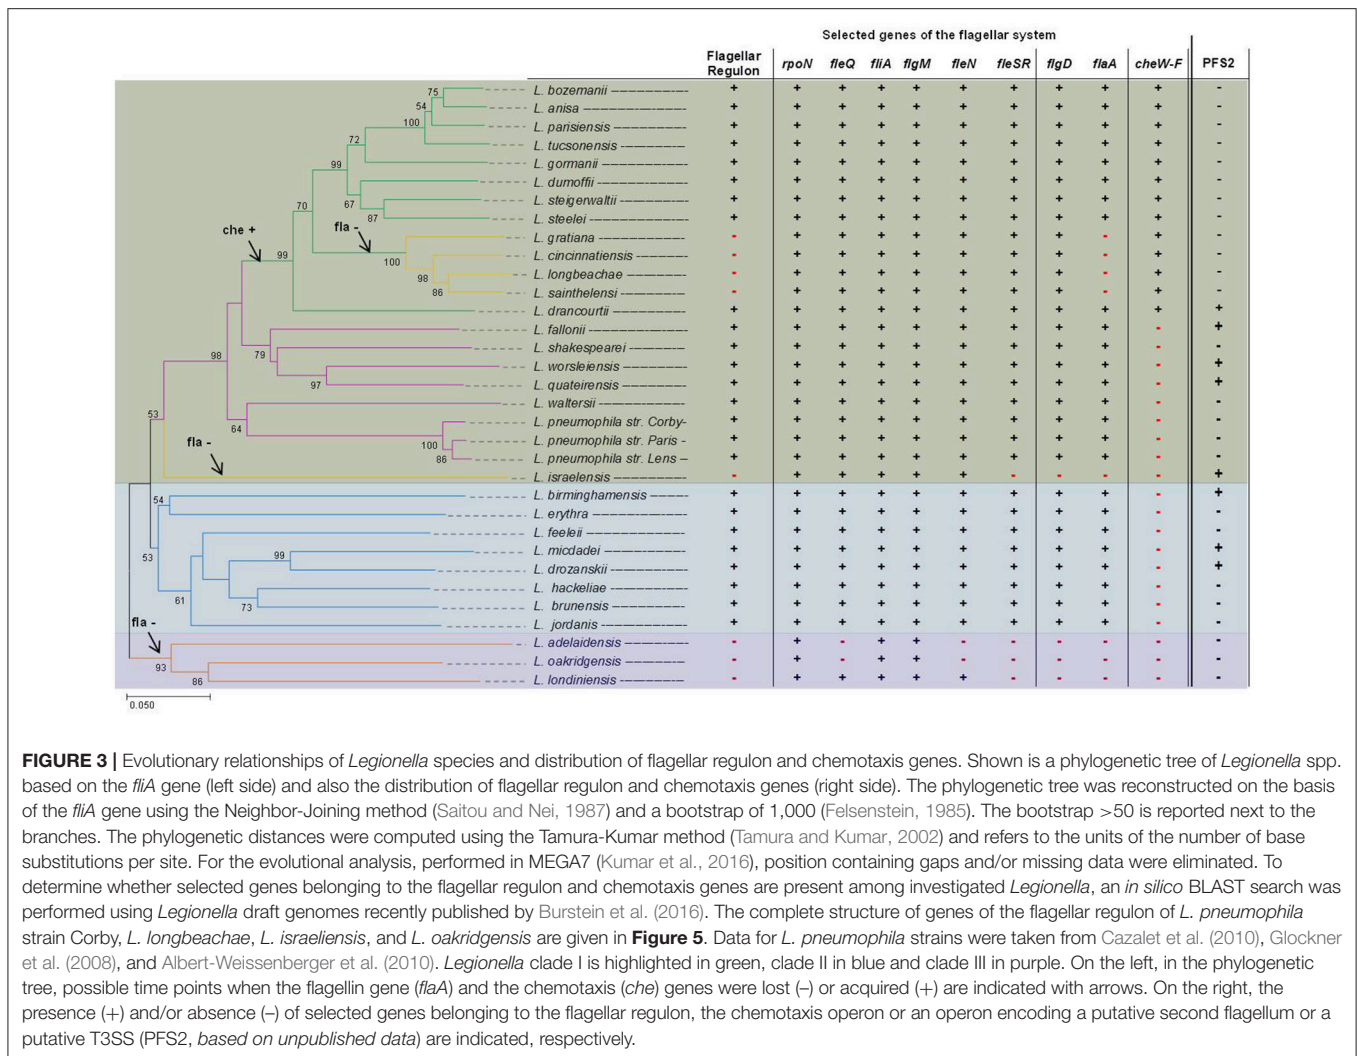 Selected genes of the flagellar system
Flagellar Regulon rpoN fleQ fliA flgM fleN fleSR flgD flaA cheW-F PFS2
75 L. bozemanii + + + + + + + + + + -
54 L. anisa + + + + + + + + + + -
100 L. parisiensis + + + + + + + + + + -
72 L. tucsonensis + + + + + + + + + + -
99 L. gormanii + + + + + + + + + + -
L. dumoffii + + + + + + + + + + -
67 L. steigerwaltii + + + + + + + + + + -
70 87 L. steelei + + + + + + + + + + -
che + fla - L. gratiana - + + + + + + + - + -
99 100 L. cincinnatiensis - + + + + + + + - + -
98 L. longbeachae - + + + + + + + - + -
86 L. sainthelensi - + + + + + + + - + -
L. drancourtii + + + + + + + + + + +
L. fallonii + + + + + + + + + - +
98 79 L. shakespearei + + + + + + + + + - -
L. worsleiensis + + + + + + + + + - +
97 L. quateirensis + + + + + + + + + - +
L. waltersii + + + + + + + + + - -
53 L. pneumophila str. Corby- + + + + + + + + + - -
64 100 L. pneumophila str. Paris - + + + + + + + + + - -
fla - 86 L. pneumophila str. Lens – + + + + + + + + + - -
L. israelensis - + + + + + - - - - +
54 L. birminghamensis + + + + + + + + + - +
L. erythra + + + + + + + + + - -
L. feeleii + + + + + + + + + - -
53 99 L. micdadei + + + + + + + + + - +
L. drozanskii + + + + + + + + + - +
L. hackeliae + + + + + + + + + - -
61 73 L. brunensis + + + + + + + + + - -
fla - L. jordanis + + + + + + + + + - -
L. adelaidensis - + - + + - - - - - -
93 L. oakridgensis - + - + + - - - - - -
86 L. londiniensis - + + + + + - - - - -
0.050
FIGURE 3 | Evolutionary relationships of Legionella species and distribution of flagellar regulon and chemotaxis genes. Shown is a phylogenetic tree of Legionella spp.
based on the fliA gene (left side) and also the distribution of flagellar regulon and chemotaxis genes (right side). The phylogenetic tree was reconstructed on the basis
of the fliA gene using the Neighbor-Joining method (Saitou and Nei, 1987) and a bootstrap of 1,000 (Felsenstein, 1985). The bootstrap >50 is reported next to the
branches. The phylogenetic distances were computed using the Tamura-Kumar method (Tamura and Kumar, 2002) and refers to the units of the number of base
substitutions per site. For the evolutional analysis, performed in MEGA7 (Kumar et al., 2016), position containing gaps and/or missing data were eliminated. To
determine whether selected genes belonging to the flagellar regulon and chemotaxis genes are present among investigated Legionella, an in silico BLAST search was
performed using Legionella draft genomes recently published by Burstein et al. (2016). The complete structure of genes of the flagellar regulon of L. pneumophila
strain Corby, L. longbeachae, L. israeliensis, and L. oakridgensis are given in Figure 5. Data for L. pneumophila strains were taken from Cazalet et al. (2010), Glockner
et al. (2008), and Albert-Weissenberger et al. (2010). Legionella clade I is highlighted in green, clade II in blue and clade III in purple. On the left, in the phylogenetic
tree, possible time points when the flagellin gene (flaA) and the chemotaxis (che) genes were lost (–) or acquired (+) are indicated with arrows. On the right, the
presence (+) and/or absence (–) of selected genes belonging to the flagellar regulon, the chemotaxis operon or an operon encoding a putative second flagellum or a
putative T3SS (PFS2, based on unpublished data) are indicated, respectively.